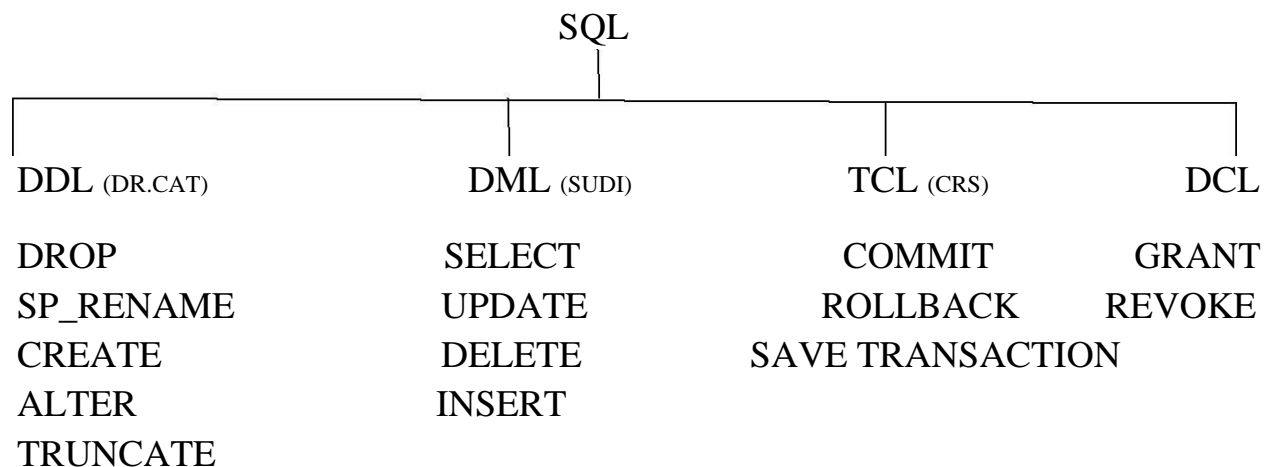 SQL
DDL (DR.CAT) DML (SUDI) TCL (CRS) DCL
DROP SELECT COMMIT GRANT
SP_RENAME UPDATE ROLLBACK REVOKE
CREATE DELETE SAVE TRANSACTION
ALTER INSERT
TRUNCATE